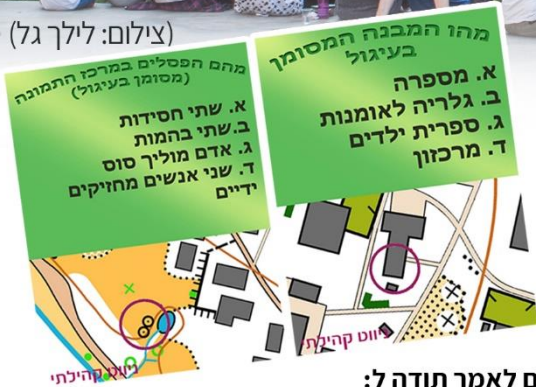 (צילום: לילך גל)
מהו המבנה המסומן
בעיגול
א. מספרה
ב. גלריה לאומנות
ג. ספרית ילדים
ד. מרכזון
מהם הפסלים במרכז התמונה
(מסומן בעיגול)
א. שתי חסידות
ב.שתי בהמות
ג. אדם מוליך סוס
ד. שני אנשים מחזיקים
ידיים
ניווט קהילתי
ניווט קהילתי
ם לאמר תודה ל: